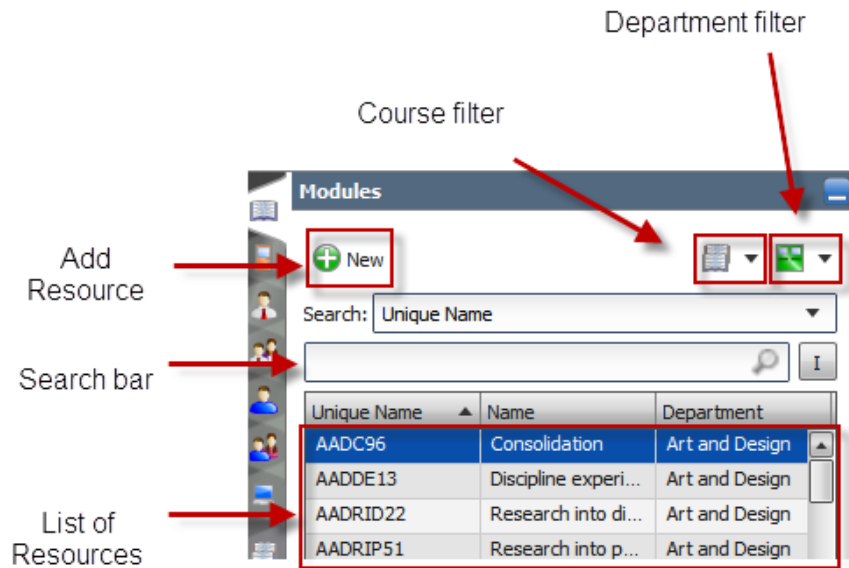 Department filter
Course filter
Modules
Add
Resource
New
Search: Unique Name
Search bar
I
Unique Name Name Department
AADC96 Consolidation Art and Design
AADDE13 Discipline experi... Art and Design
List of
Resources
AADRID22 Research into di... Art and Design
AADRIP51 Research into p... Art and Design